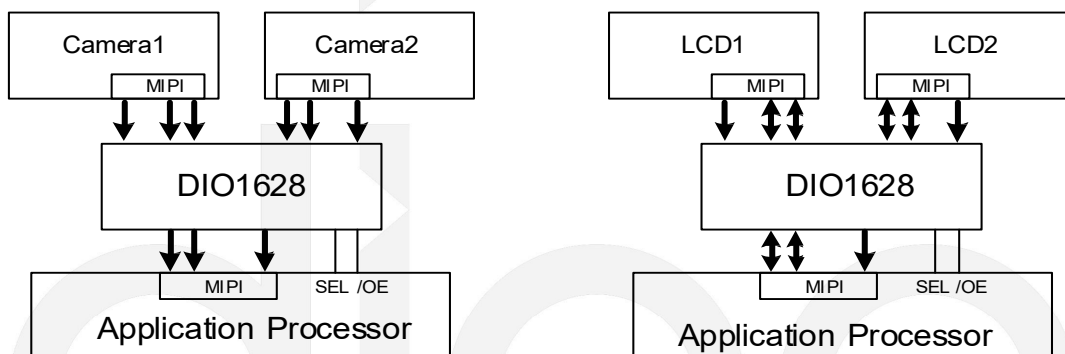 Camera1
MIPI
Camera2
MIPI
DIO1628
MIPI
SEL /OE
Application Processor
LCD1
MIPI
LCD2
MIPI
DIO1628
MIPI
SEL /OE
Application Processor